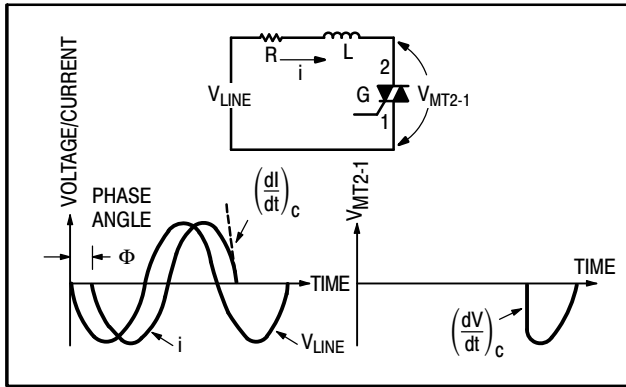 R
i
L
2
V_LINE
G
1
V_MT2-1
VOLTAGE/CURRENT
PHASE
ANGLE
Φ
(dI/dt)_c
TIME
i
V_LINE
V_MT2-1
TIME
(dV/dt)_c